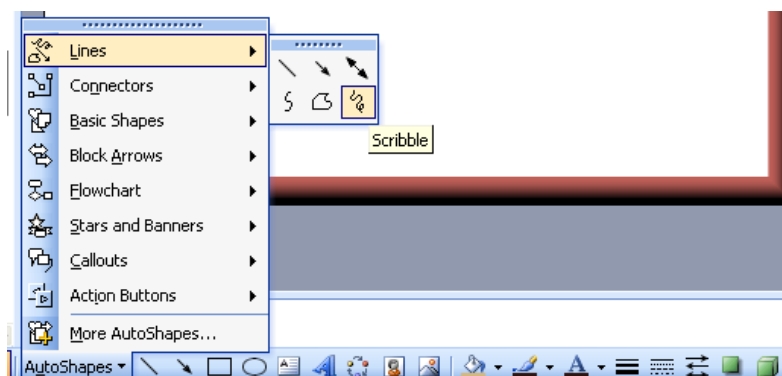 Lines
Connectors
Basic Shapes
Block Arrows
Flowchart
Stars and Banners
Callouts
Action Buttons
More AutoShapes...
Scribble
AutoShapes
A